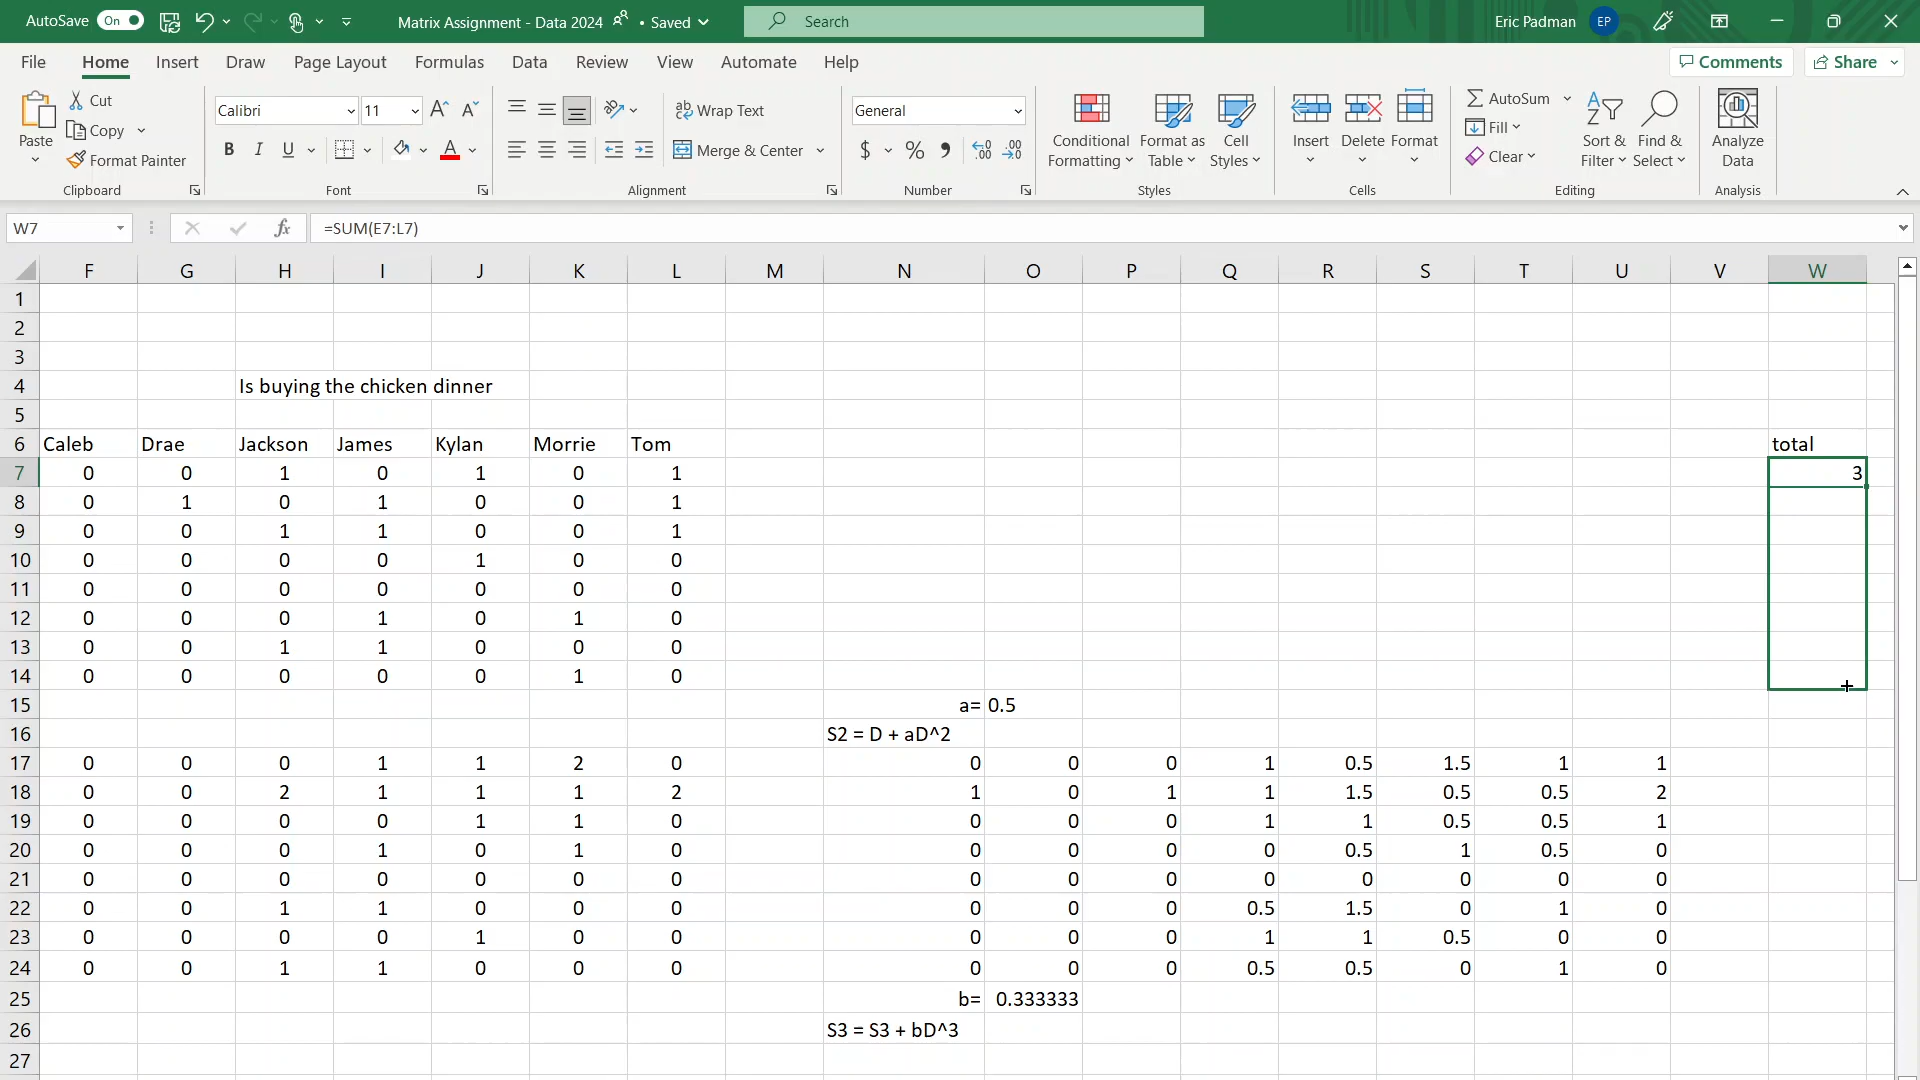 AutoSave On Matrix Assignment - Data 2024 • Saved Search Eric Padman EP
File Home Insert Draw Page Layout Formulas Data Review View Automate Help Comments Share
Paste
Cut
Copy
Format Painter
Clipboard
Calibri 11 A^ A˅
B I U A
Font
Wrap Text
Merge & Center
Alignment
General
$ % , .00 .00
Number
Conditional Formatting
Format as Table
Cell Styles
Styles
Insert Delete Format
Cells
AutoSum
Fill
Clear
Sort & Filter
Find & Select
Editing
Analyze Data
Analysis
W7 fx =SUM(E7:L7)
F G H I J K L M N O P Q R S T U V W
1
2
3
4 Is buying the chicken dinner
5
6 Caleb Drae Jackson James Kylan Morrie Tom total
7 0 0 1 0 1 0 1 3
8 0 1 0 1 0 0 1
9 0 0 1 1 0 0 1
10 0 0 0 0 1 0 0
11 0 0 0 0 0 0 0
12 0 0 0 1 0 1 0
13 0 0 1 1 0 0 0
14 0 0 0 0 0 1 0
15 a= 0.5
16 S2 = D + aD^2
17 0 0 0 1 1 2 0 0 0 0 1 0.5 1.5 1 1
18 0 0 2 1 1 1 2 1 0 1 1 1.5 0.5 0.5 2
19 0 0 0 0 1 1 0 0 0 0 1 1 0.5 0.5 1
20 0 0 0 1 0 1 0 0 0 0 0 0.5 1 0.5 0
21 0 0 0 0 0 0 0 0 0 0 0 0 0 0 0
22 0 0 1 1 0 0 0 0 0 0 0.5 1.5 0 1 0
23 0 0 0 0 1 0 0 0 0 0 1 1 0.5 0 0
24 0 0 1 1 0 0 0 0 0 0 0.5 0.5 0 1 0
25 b= 0.333333
26 S3 = S3 + bD^3
27